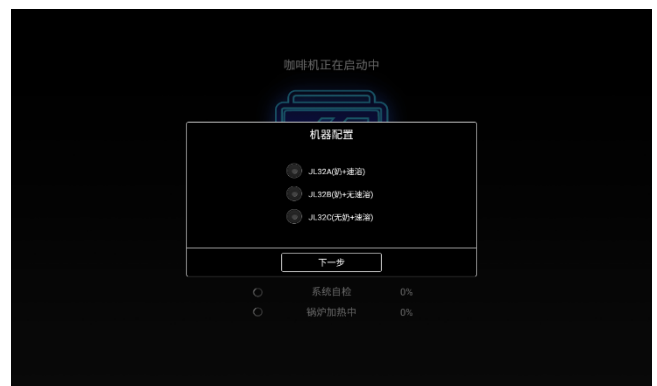 咖啡机正在启动中
机器配置
JL32A(奶+速溶)
JL32B(奶+无速溶)
JL32C(无奶+速溶)
下一步
系统自检 0%
锅炉加热中 0%